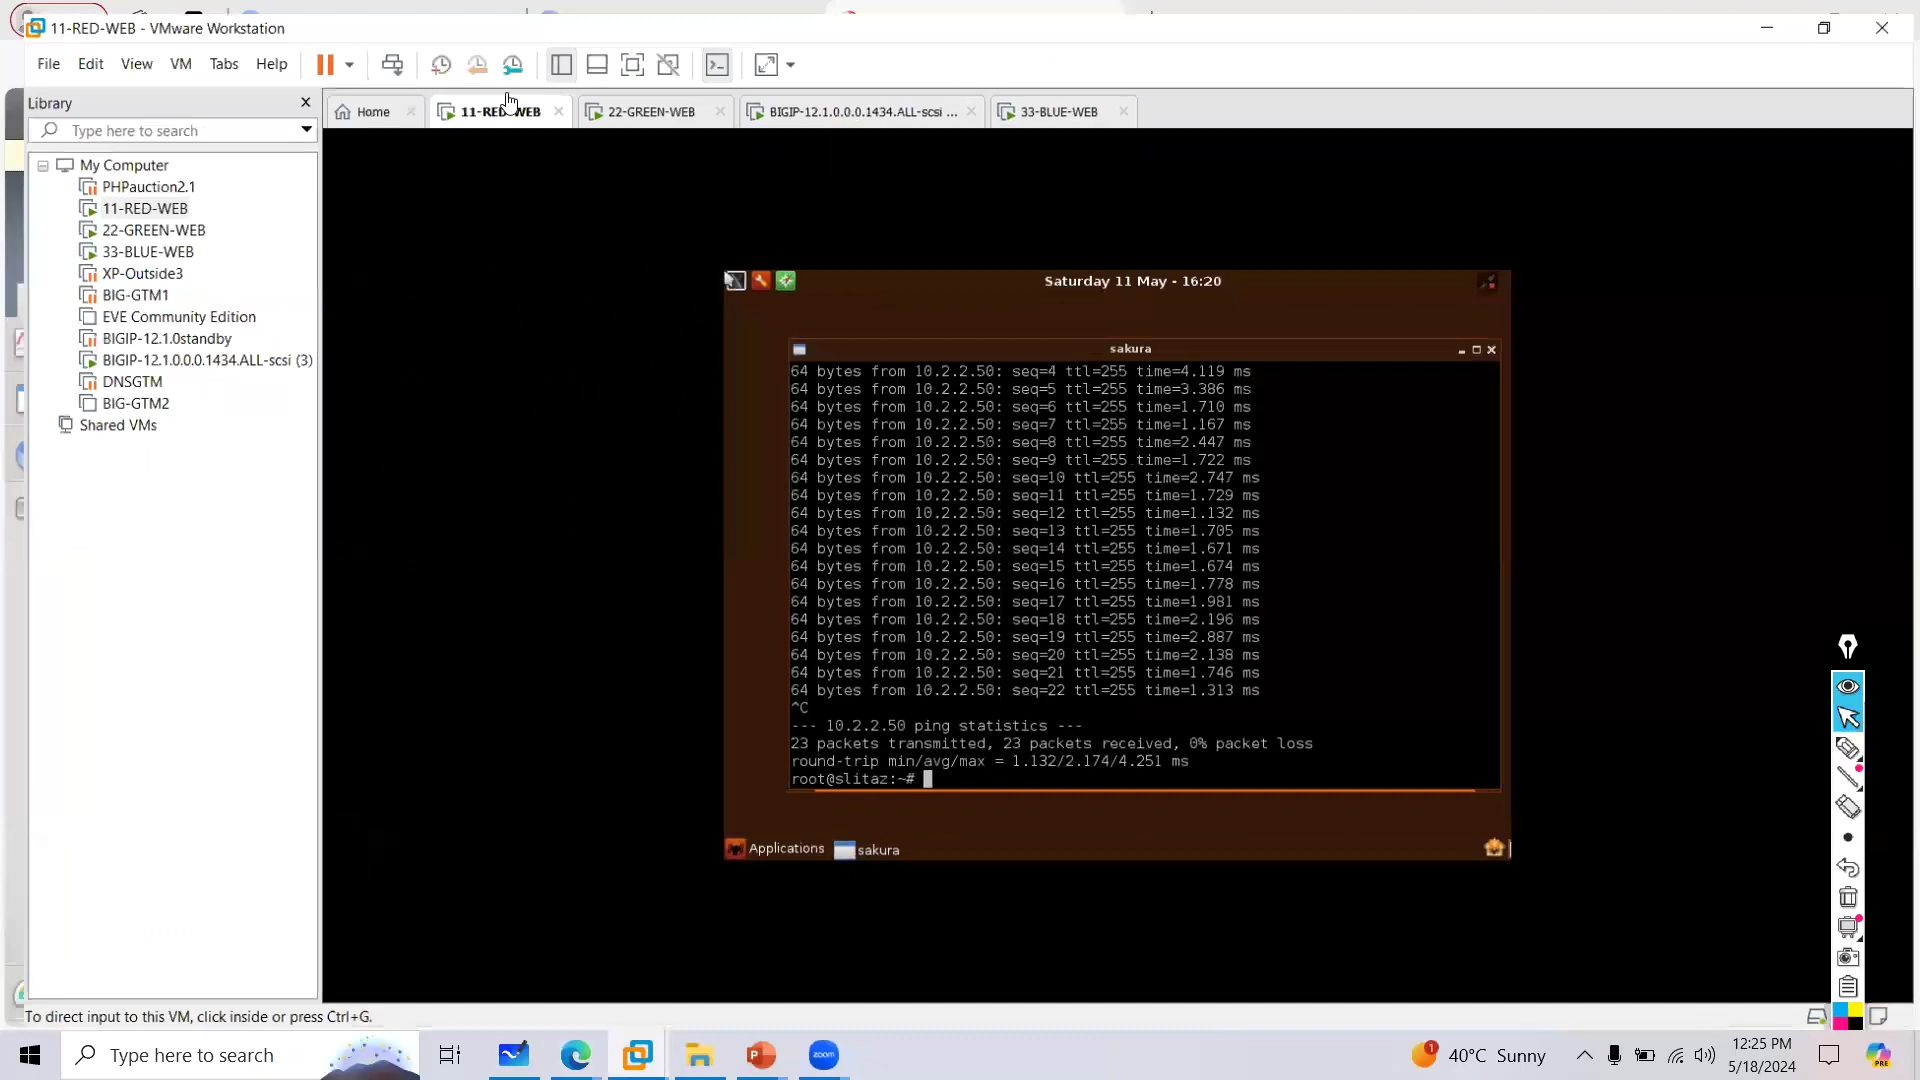 11-RED-WEB - VMware Workstation
File Edit View VM Tabs Help
Library
Type here to search
Home
11-RED-WEB
22-GREEN-WEB
BIGIP-12.1.0.0.0.1434.ALL-scsi ...
33-BLUE-WEB
My Computer
PHPauction2.1
11-RED-WEB
22-GREEN-WEB
33-BLUE-WEB
XP-Outside3
BIG-GTM1
EVE Community Edition
BIGIP-12.1.0standby
BIGIP-12.1.0.0.0.1434.ALL-scsi (3)
DNSGTM
BIG-GTM2
Shared VMs
Saturday 11 May - 16:20
sakura
64 bytes from 10.2.2.50: seq=4 ttl=255 time=4.119 ms
64 bytes from 10.2.2.50: seq=5 ttl=255 time=3.386 ms
64 bytes from 10.2.2.50: seq=6 ttl=255 time=1.710 ms
64 bytes from 10.2.2.50: seq=7 ttl=255 time=1.167 ms
64 bytes from 10.2.2.50: seq=8 ttl=255 time=2.447 ms
64 bytes from 10.2.2.50: seq=9 ttl=255 time=1.722 ms
64 bytes from 10.2.2.50: seq=10 ttl=255 time=2.747 ms
64 bytes from 10.2.2.50: seq=11 ttl=255 time=1.729 ms
64 bytes from 10.2.2.50: seq=12 ttl=255 time=1.132 ms
64 bytes from 10.2.2.50: seq=13 ttl=255 time=1.705 ms
64 bytes from 10.2.2.50: seq=14 ttl=255 time=1.671 ms
64 bytes from 10.2.2.50: seq=15 ttl=255 time=1.674 ms
64 bytes from 10.2.2.50: seq=16 ttl=255 time=1.778 ms
64 bytes from 10.2.2.50: seq=17 ttl=255 time=1.981 ms
64 bytes from 10.2.2.50: seq=18 ttl=255 time=2.196 ms
64 bytes from 10.2.2.50: seq=19 ttl=255 time=2.887 ms
64 bytes from 10.2.2.50: seq=20 ttl=255 time=2.138 ms
64 bytes from 10.2.2.50: seq=21 ttl=255 time=1.746 ms
64 bytes from 10.2.2.50: seq=22 ttl=255 time=1.313 ms
^C
--- 10.2.2.50 ping statistics ---
23 packets transmitted, 23 packets received, 0% packet loss
round-trip min/avg/max = 1.132/2.174/4.251 ms
root@slitaz:~#
Applications
sakura
To direct input to this VM, click inside or press Ctrl+G.
Type here to search
zoom
1
40°C Sunny
12:25 PM
5/18/2024
PRE